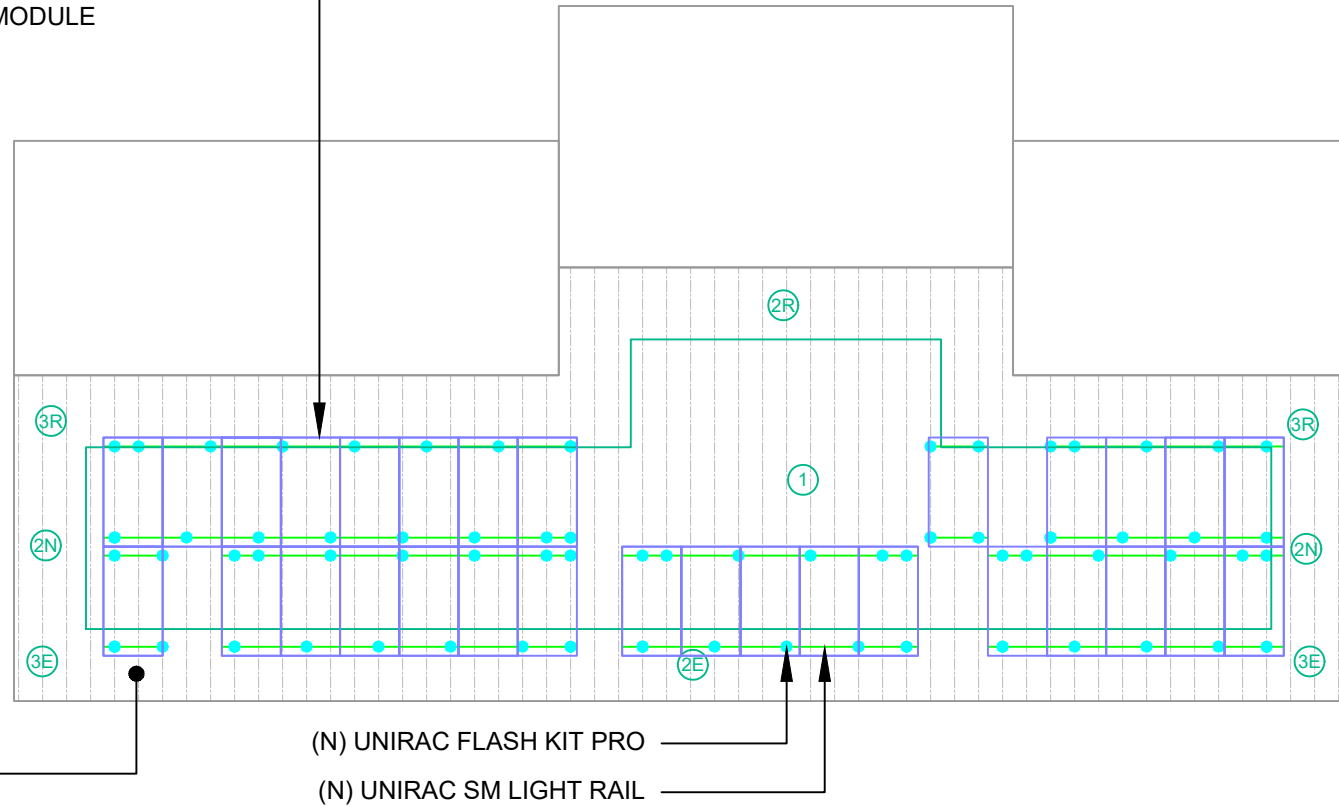 MODULE
2R
3R
3R
1
2N
2N
3E
2E
3E
(N) UNIRAC FLASH KIT PRO
(N) UNIRAC SM LIGHT RAIL